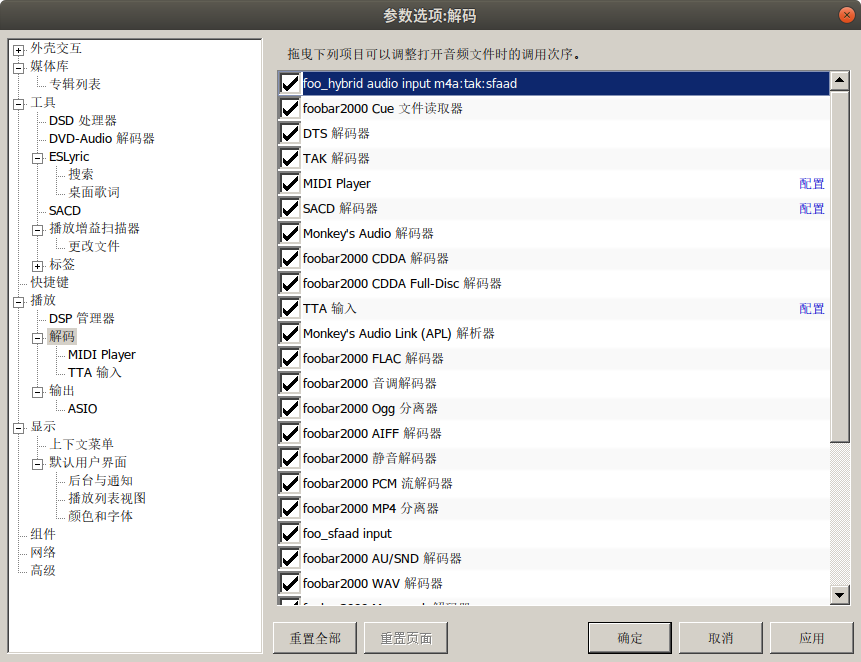 参数选项:解码
外壳交互
媒体库
专辑列表
工具
DSD 处理器
DVD-Audio 解码器
ESLyric
搜索
桌面歌词
SACD
播放增益扫描器
更改文件
标签
快捷键
播放
DSP 管理器
解码
MIDI Player
TTA 输入
输出
ASIO
显示
上下文菜单
默认用户界面
后台与通知
播放列表视图
颜色和字体
组件
网络
高级
拖曳下列项目可以调整打开音频文件时的调用次序。
foo_hybrid audio input m4a:tak:sfaad
foobar2000 Cue 文件读取器
DTS 解码器
TAK 解码器
MIDI Player 配置
SACD 解码器 配置
Monkey's Audio 解码器
foobar2000 CDDA 解码器
foobar2000 CDDA Full-Disc 解码器
TTA 输入 配置
Monkey's Audio Link (APL) 解析器
foobar2000 FLAC 解码器
foobar2000 音调解码器
foobar2000 Ogg 分离器
foobar2000 AIFF 解码器
foobar2000 静音解码器
foobar2000 PCM 流解码器
foobar2000 MP4 分离器
foo_sfaad input
foobar2000 AU/SND 解码器
foobar2000 WAV 解码器
重置全部 重置页面 确定 取消 应用